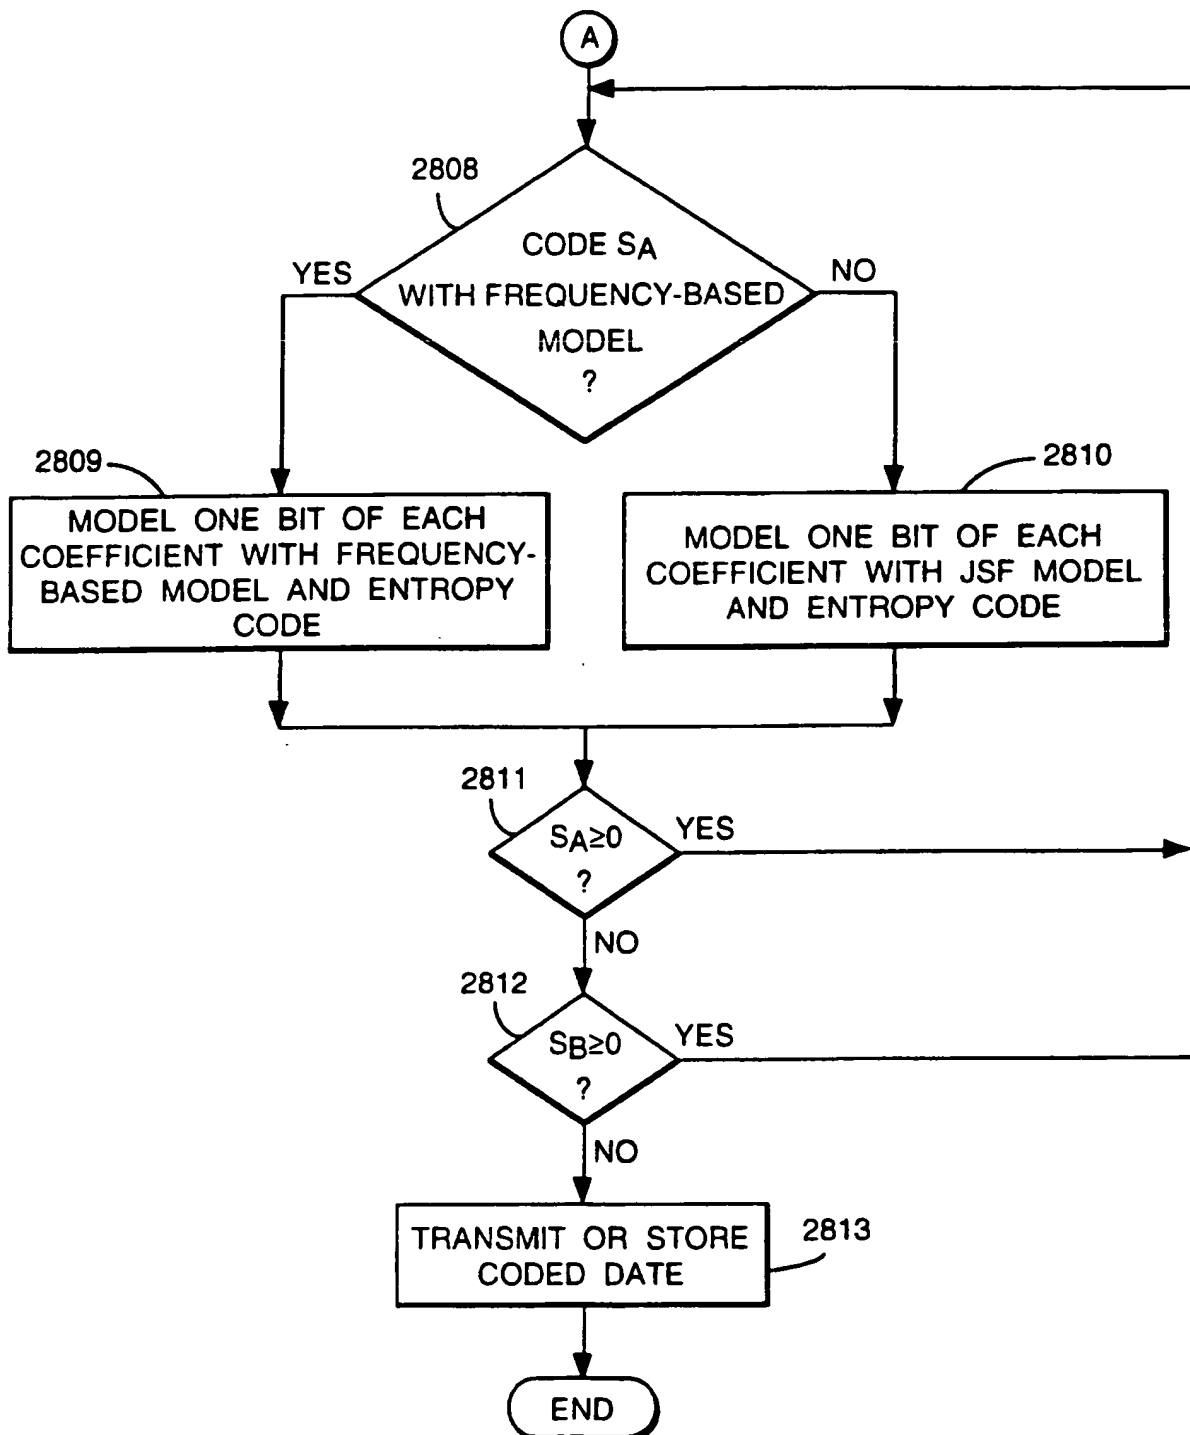 A
2808
CODE SA
WITH FREQUENCY-BASED
MODEL
?
YES
NO
2809
MODEL ONE BIT OF EACH
COEFFICIENT WITH FREQUENCY-
BASED MODEL AND ENTROPY
CODE
2810
MODEL ONE BIT OF EACH
COEFFICIENT WITH JSF MODEL
AND ENTROPY CODE
2811
SA≥0
?
YES
NO
2812
SB≥0
?
YES
NO
TRANSMIT OR STORE
CODED DATE
2813
END